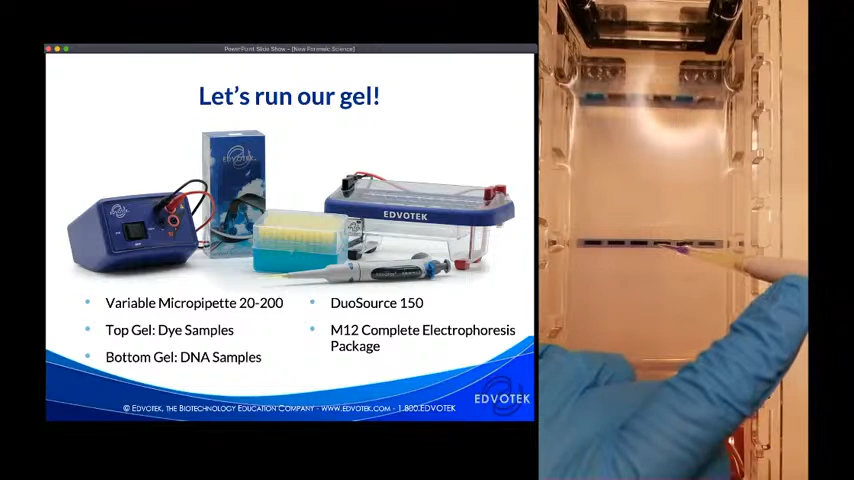 PowerPoint Slide Show - [New Forensic Science]
Let's run our gel!
EDVOTEK
EDVOTEK
• Variable Micropipette 20-200
• Top Gel: Dye Samples
• Bottom Gel: DNA Samples
• DuoSource 150
• M12 Complete Electrophoresis
Package
© EDVOTEK, THE BIOTECHNOLOGY EDUCATION COMPANY - WWW.EDVOTEK.COM - 1.800.EDVOTEK
EDVOTEK